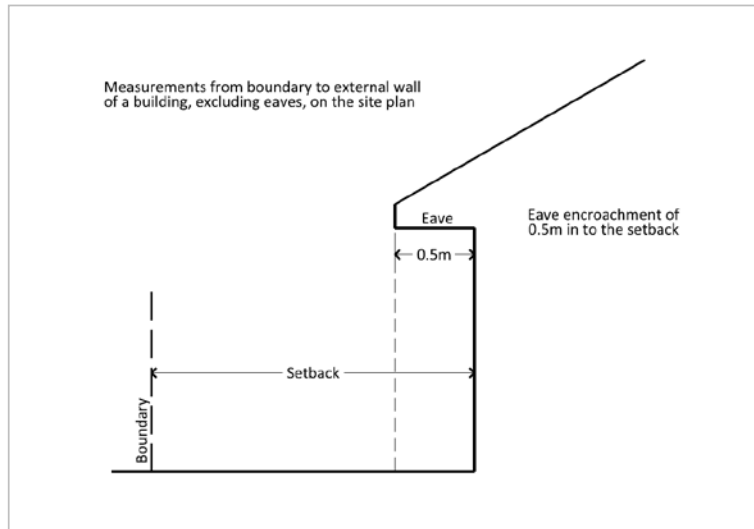 Measurements from boundary to external wall
of a building, excluding eaves, on the site plan
Eave
Eave encroachment of
0.5m in to the setback
0.5m
Setback
Boundary